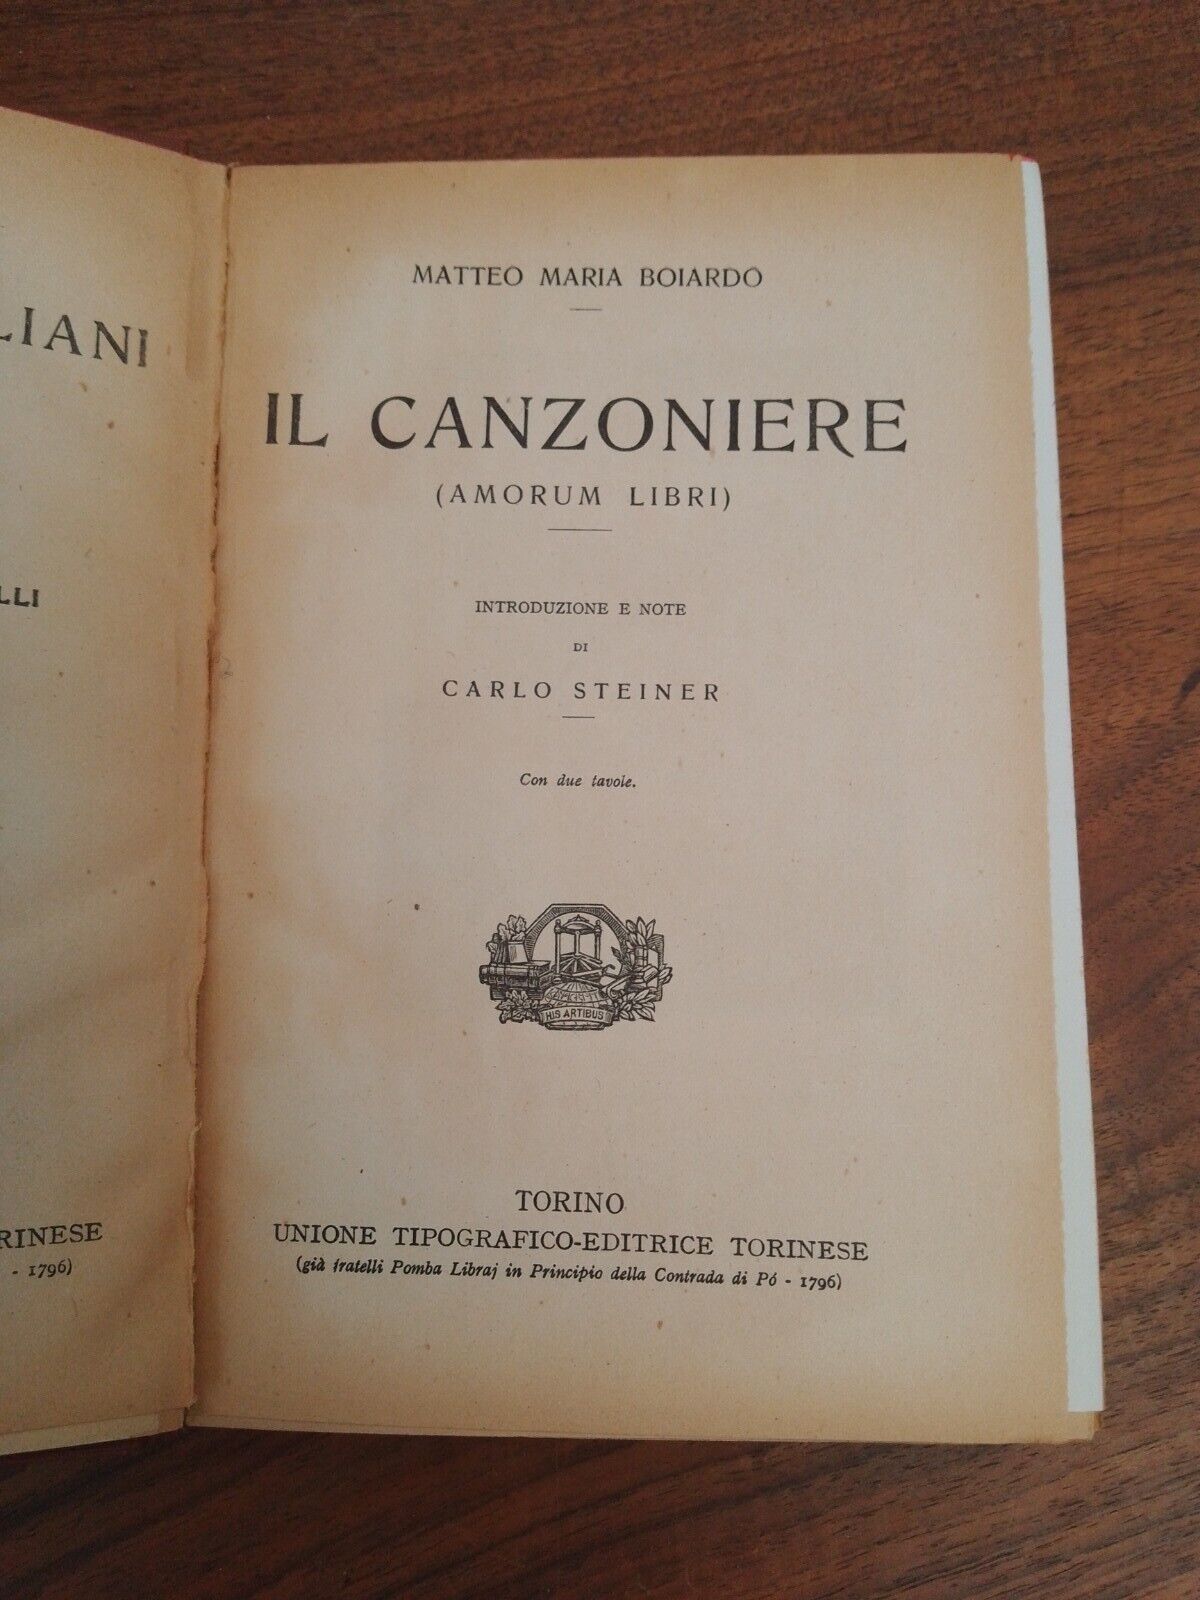 LIANI
LLI
RINESE
- 1796)
MATTEO MARIA BOIARDO
IL CANZONIERE
(AMORUM LIBRI)
INTRODUZIONE E NOTE
DI
CARLO STEINER
Con due tavole.
HIS ARTIBUS
TORINO
UNIONE TIPOGRAFICO-EDITRICE TORINESE
(già fratelli Pomba Libraj in Principio della Contrada di Pó - 1796)